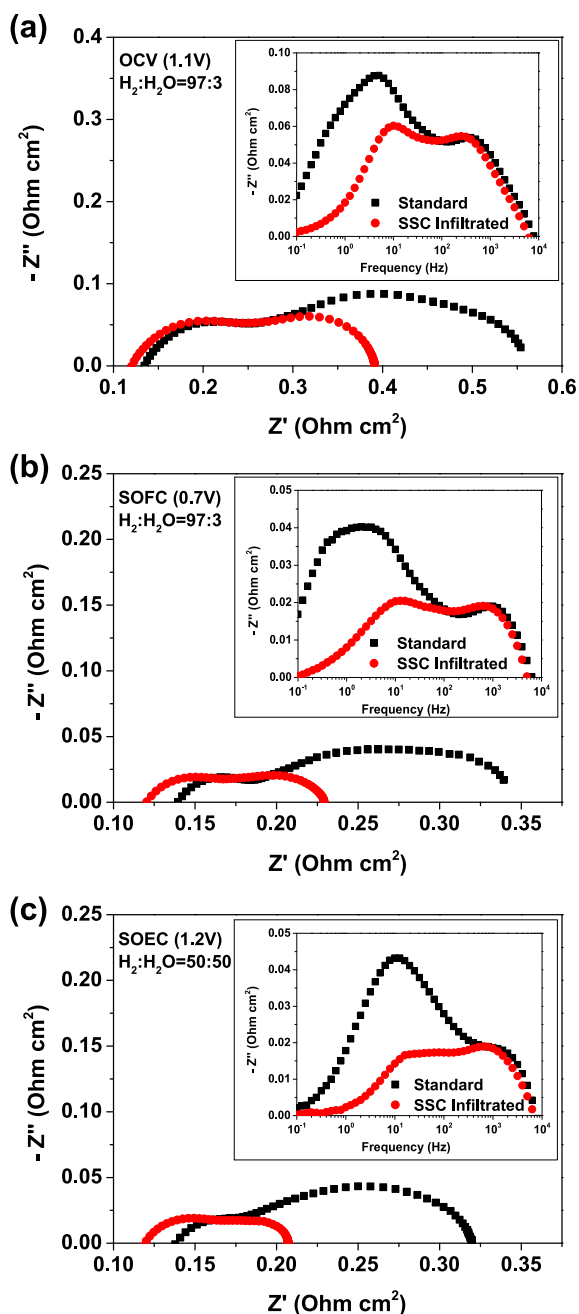 (a)
OCV (1.1V)
H₂:H₂O=97:3
- Z'' (Ohm cm²)
0.4
0.3
0.2
0.1
0.0
0.1 0.2 0.3 0.4 0.5 0.6
Z' (Ohm cm²)
- Z'' (Ohm cm²)
0.10
0.08
0.06
0.04
0.02
0.00
10⁻¹ 10⁰ 10¹ 10² 10³ 10⁴
Frequency (Hz)
Standard
SSC Infiltrated
(b)
SOFC (0.7V)
H₂:H₂O=97:3
- Z'' (Ohm cm²)
0.25
0.20
0.15
0.10
0.05
0.00
0.10 0.15 0.20 0.25 0.30 0.35
Z' (Ohm cm²)
- Z'' (Ohm cm²)
0.05
0.04
0.03
0.02
0.01
0.00
10⁻¹ 10⁰ 10¹ 10² 10³ 10⁴
Frequency (Hz)
Standard
SSC Infiltrated
(c)
SOEC (1.2V)
H₂:H₂O=50:50
- Z'' (Ohm cm²)
0.25
0.20
0.15
0.10
0.05
0.00
0.10 0.15 0.20 0.25 0.30 0.35
Z' (Ohm cm²)
- Z'' (Ohm cm²)
0.05
0.04
0.03
0.02
0.01
0.00
10⁻¹ 10⁰ 10¹ 10² 10³ 10⁴
Frequency (Hz)
Standard
SSC Infiltrated